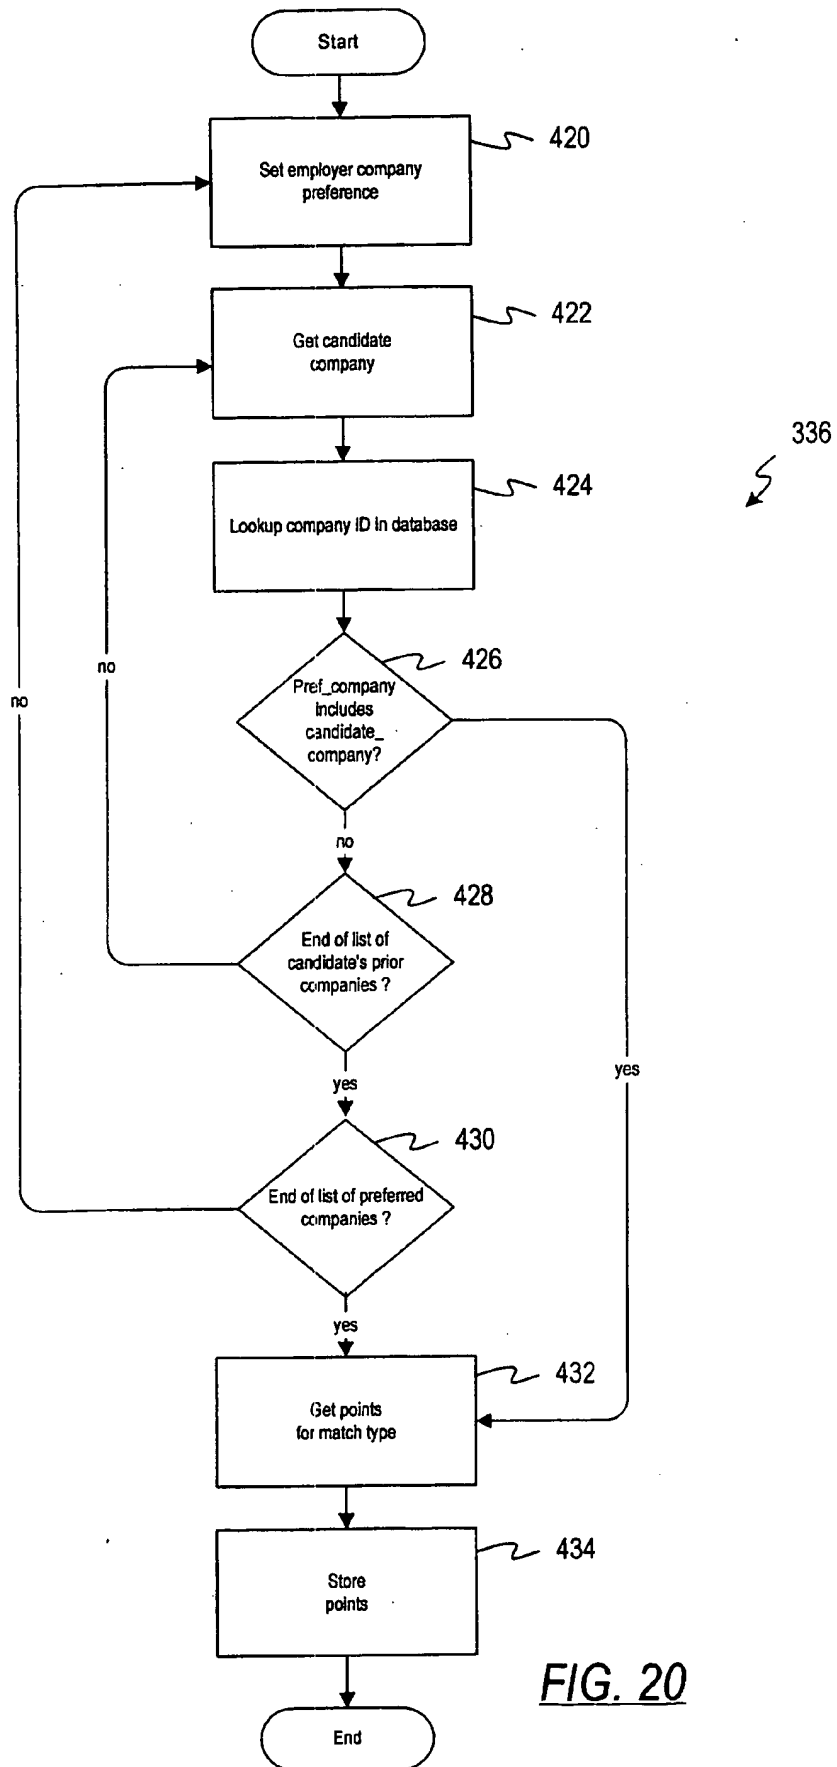 Start
420
Set employer company
preference
422
Get candidate
company
336
424
Lookup company ID in database
426
Pref_company
includes
candidate_
company?
no
no
no
428
End of list of
candidate's prior
companies ?
yes
yes
430
End of list of preferred
companies ?
yes
432
Get points
for match type
434
Store
points
FIG. 20
End